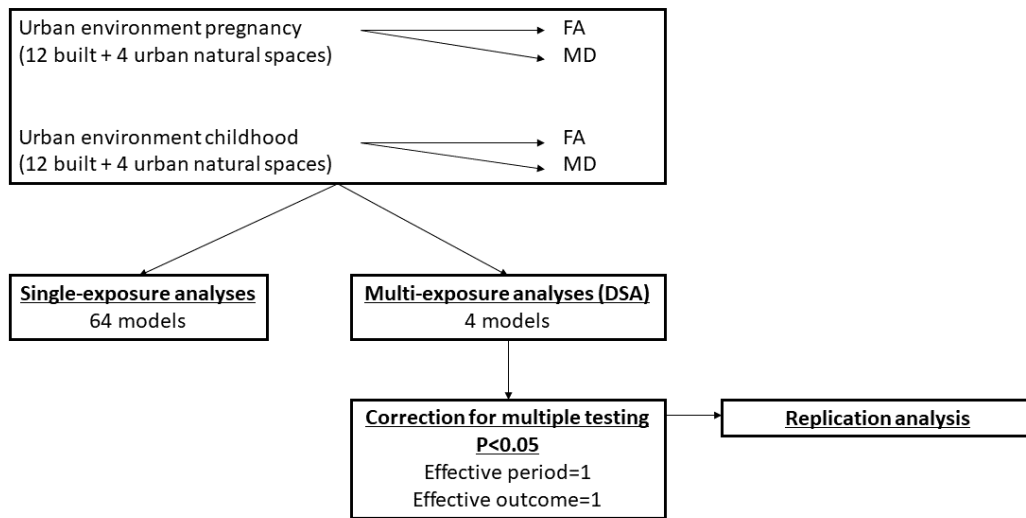 Urban environment pregnancy
(12 built + 4 urban natural spaces)
FA
MD
Urban environment childhood
(12 built + 4 urban natural spaces)
FA
MD
Single-exposure analyses
64 models
Multi-exposure analyses (DSA)
4 models
Correction for multiple testing
P<0.05
Effective period=1
Effective outcome=1
Replication analysis